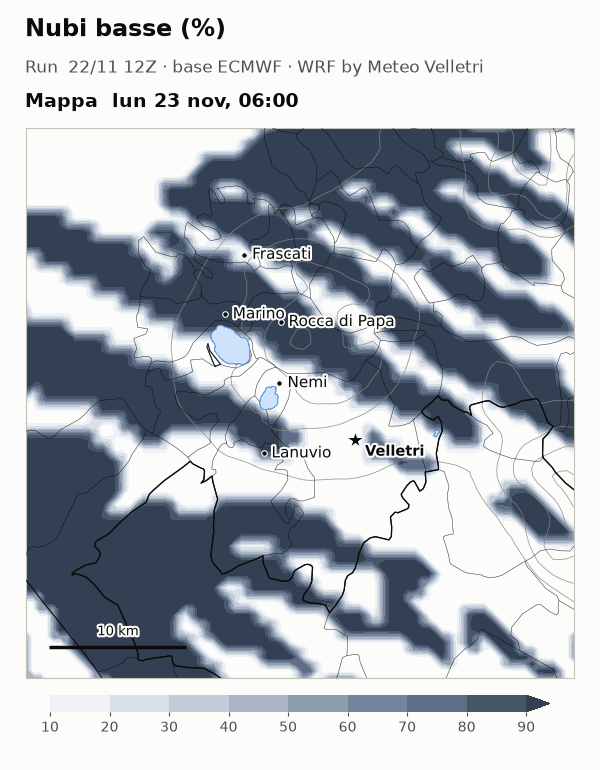 Nubi basse (%)
Run  22/11 12Z · base ECMWF · WRF by Meteo Velletri
Mappa  lun 23 nov, 06:00
Frascati
Marino
Rocca di Papa
Nemi
Velletri
Lanuvio
10 km
10 20 30 40 50 60 70 80 90